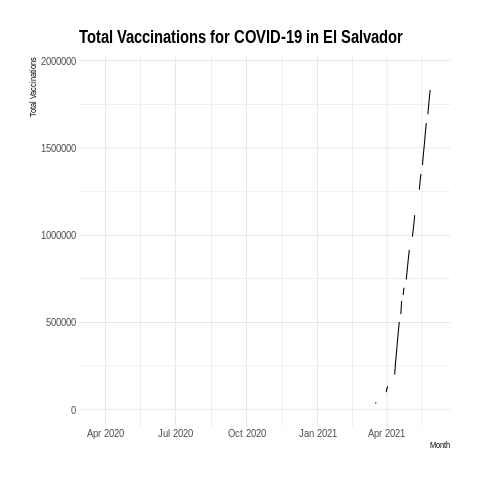 Total Vaccinations for COVID-19 in El Salvador
Total Vaccinations
2000000
1500000
1000000
500000
0
Apr 2020 Jul 2020 Oct 2020 Jan 2021 Apr 2021
Month